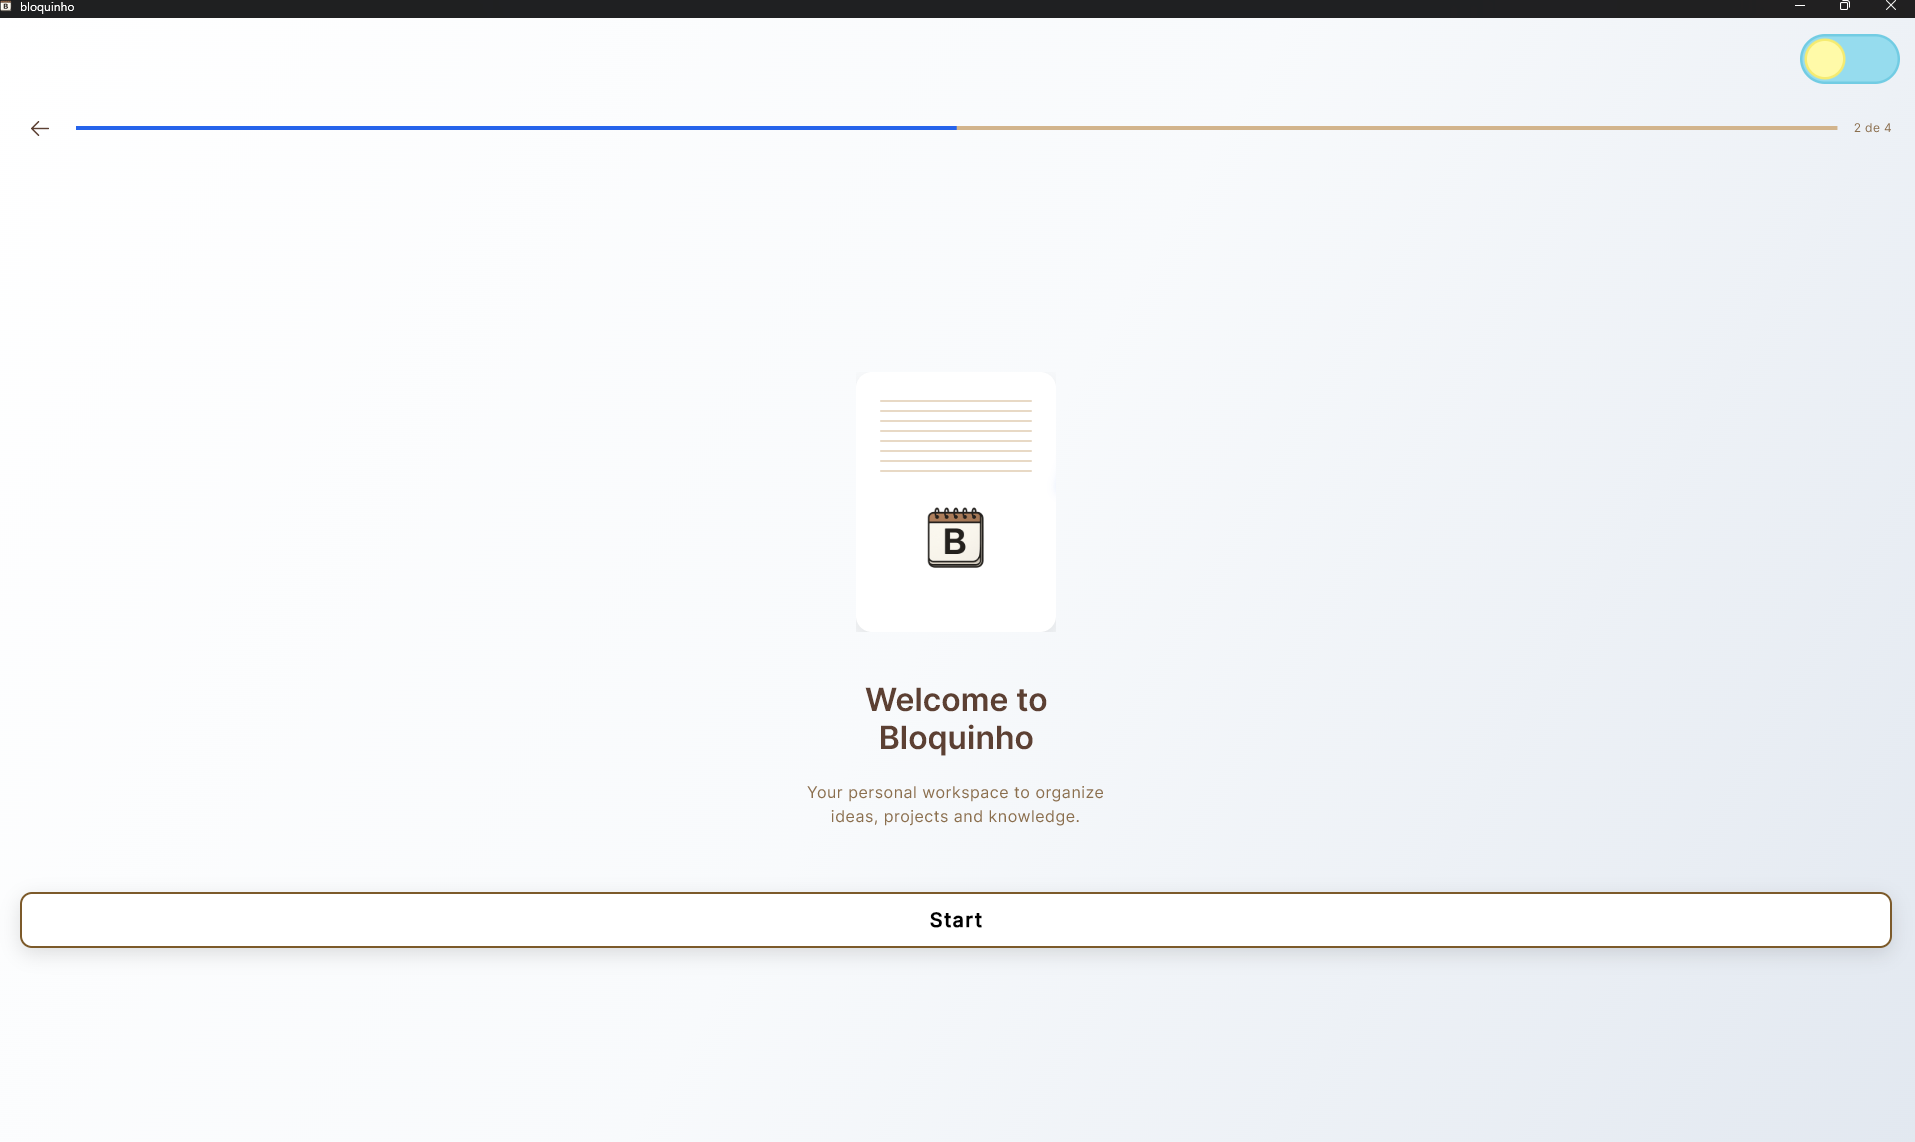 bloquinho
2 de 4
B
Welcome to
Bloquinho
Your personal workspace to organize
ideas, projects and knowledge.
Start